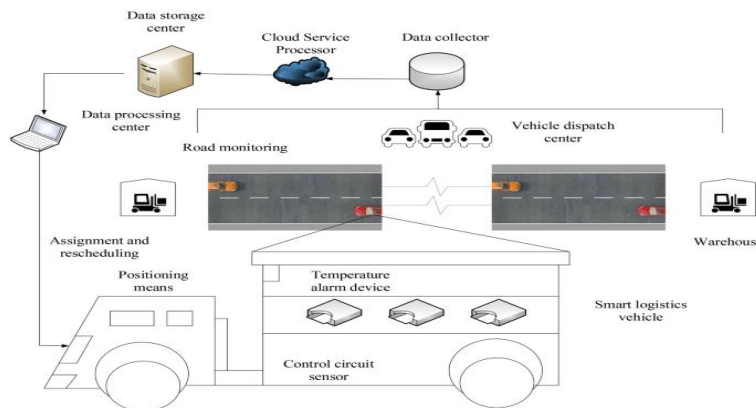 Data storage
center
Cloud Service
Processor
Data collector
Data processing
center
Vehicle dispatch
center
Road monitoring
Assignment and
rescheduling
Warehous
Positioning
means
Temperature
alarm device
Smart logistics
vehicle
Control circuit
sensor